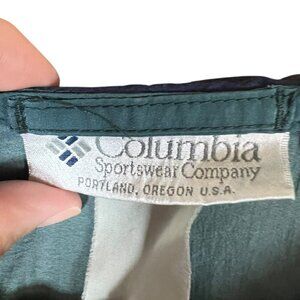 Columbia
Sportswear Company
PORTLAND, OREGON U.S.A.